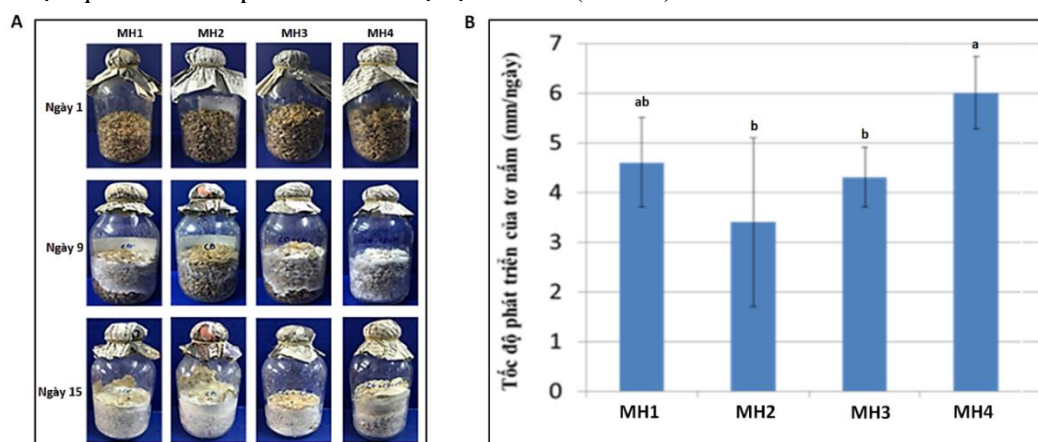 A
MH1 MH2 MH3 MH4
Ngày 1
Ngày 9
Ngày 15
B
Tốc độ phát triển của tơ nấm (mm/ngày)
7
6
5
4
3
2
1
0
ab
b
b
a
MH1 MH2 MH3 MH4